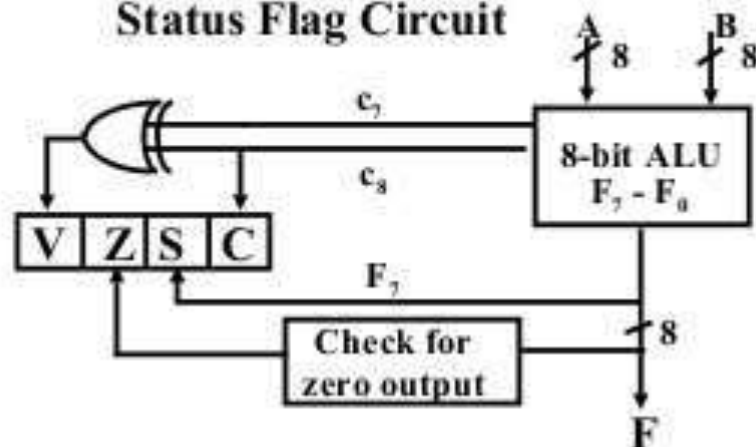 Status Flag Circuit
A
8
B
8
c₇
c₈
8-bit ALU
F₇ - F₀
V Z S C
F₇
8
Check for
zero output
F